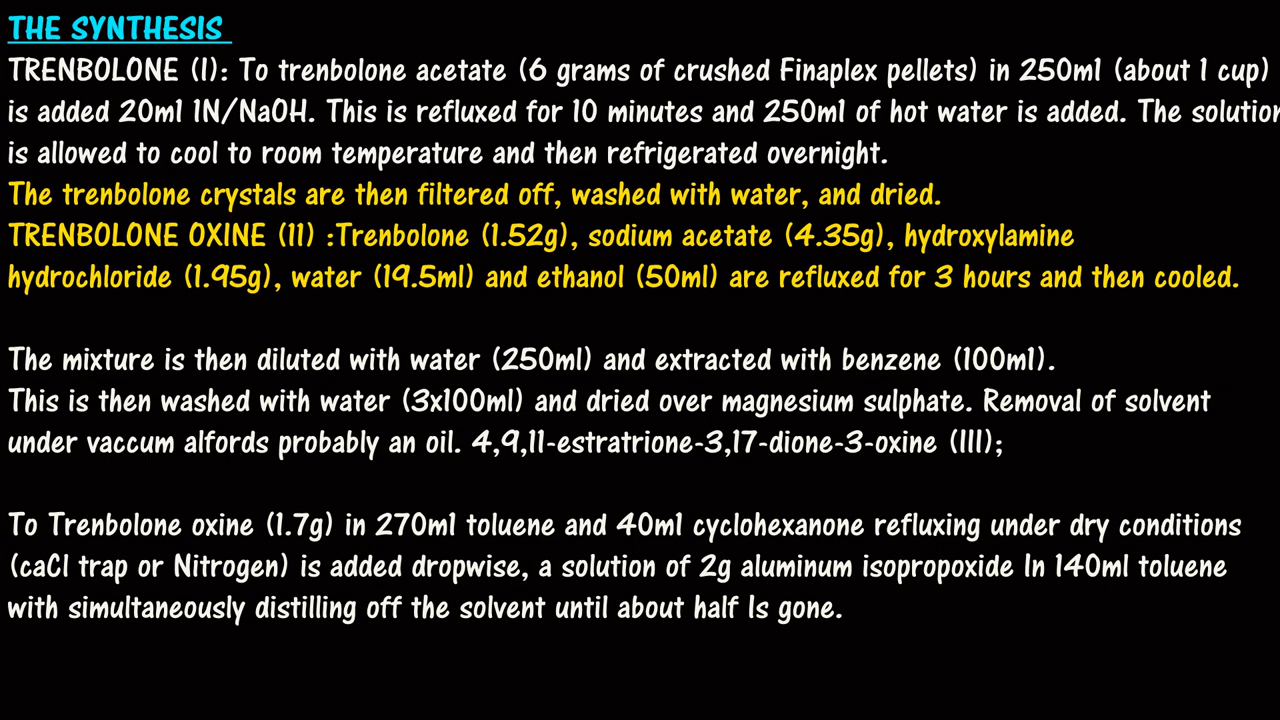 THE SYNTHESIS
TRENBOLONE (I): To trenbolone acetate (6 grams of crushed Finaplex pellets) in 250m1 (about 1 cup)
is added 20m1 1N/NaOH. This is refluxed for 10 minutes and 250m1 of hot water is added. The solution
is allowed to cool to room temperature and then refrigerated overnight.
The trenbolone crystals are then filtered off, washed with water, and dried.
TRENBOLONE OXINE (11) :Trenbolone (1.52g), sodium acetate (4.35g), hydroxylamine
hydrochloride (1.95g), water (19.5ml) and ethanol (50ml) are refluxed for 3 hours and then cooled.
The mixture is then diluted with water (250ml) and extracted with benzene (100m1).
This is then washed with water (3x100ml) and dried over magnesium sulphate. Removal of solvent
under vaccum alfords probably an oil. 4,9,11-estratrione-3,17-dione-3-oxine (III);
To Trenbolone oxine (1.7g) in 270m1 toluene and 40m1 cyclohexanone refluxing under dry conditions
(caCl trap or Nitrogen) is added dropwise, a solution of 2g aluminum isopropoxide In 140ml toluene
with simultaneously distilling off the solvent until about half Is gone.